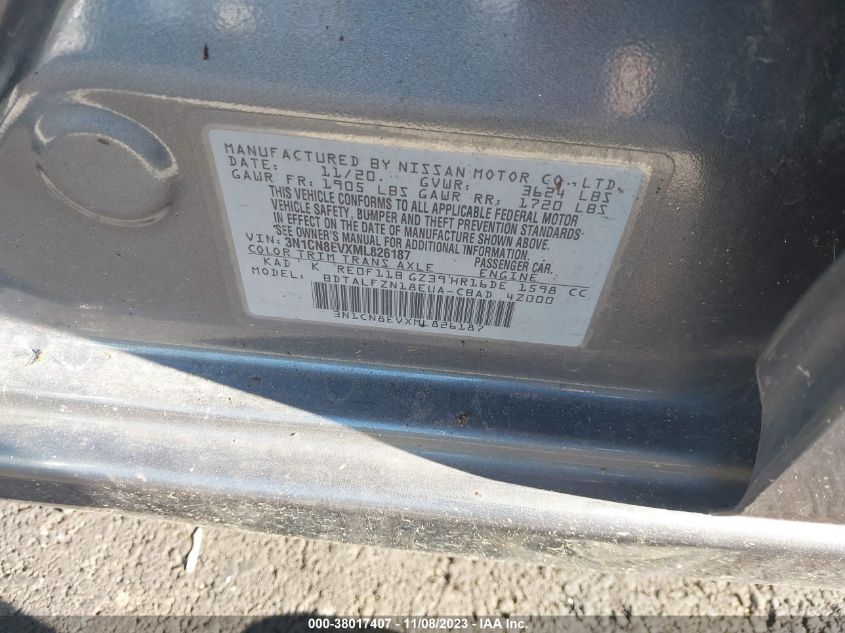 MANUFACTURED BY NISSAN MOTOR CO., LTD.
DATE: 11/20 GVWR: 3624 LBS
GAWR FR: 1905 LBS GAWR RR: 1720 LBS
THIS VEHICLE CONFORMS TO ALL APPLICABLE FEDERAL MOTOR
VEHICLE SAFETY, BUMPER AND THEFT PREVENTION STANDARDS
IN EFFECT ON THE DATE OF MANUFACTURE SHOWN ABOVE.
SEE OWNER'S MANUAL FOR ADDITIONAL INFORMATION.
VIN: 3N1CN8EVXML826187 PASSENGER CAR.
COLOR TRIM TRANS AXLE ENGINE
KAD K RE0F11B GZ39 HR16DE 1598 CC
MODEL: BDTALFZN18EUA-CBAD 4Z000
3N1CN8EVXML826187
000-38017407 - 11/08/2023 - IAA Inc.